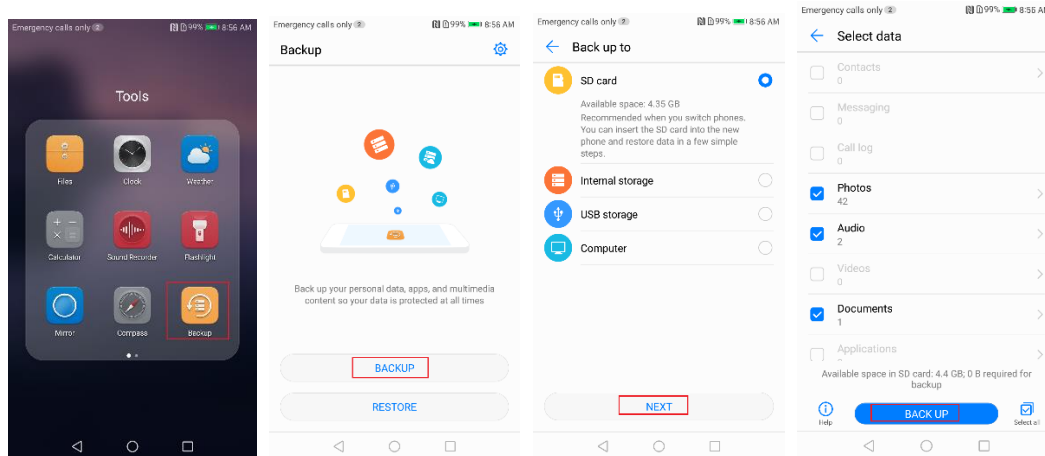 Emergency calls only 2 99% 8:56 AM
Tools
Files Clock Weather
Calculator Sound Recorder Flashlight
Mirror Compass Backup
Emergency calls only 2 99% 8:56 AM
Backup
Back up your personal data, apps, and multimedia
content so your data is protected at all times
BACKUP
RESTORE
Emergency calls only 2 99% 8:56 AM
Back up to
SD card
Available space: 4.35 GB
Recommended when you switch phones.
You can insert the SD card into the new
phone and restore data in a few simple
steps.
Internal storage
USB storage
Computer
NEXT
Emergency calls only 2 99% 8:56 AM
Select data
Contacts
0
Messaging
0
Call log
0
Photos
42
Audio
2
Videos
0
Documents
1
Applications
Available space in SD card: 4.4 GB; 0 B required for
backup
Help BACK UP Select all